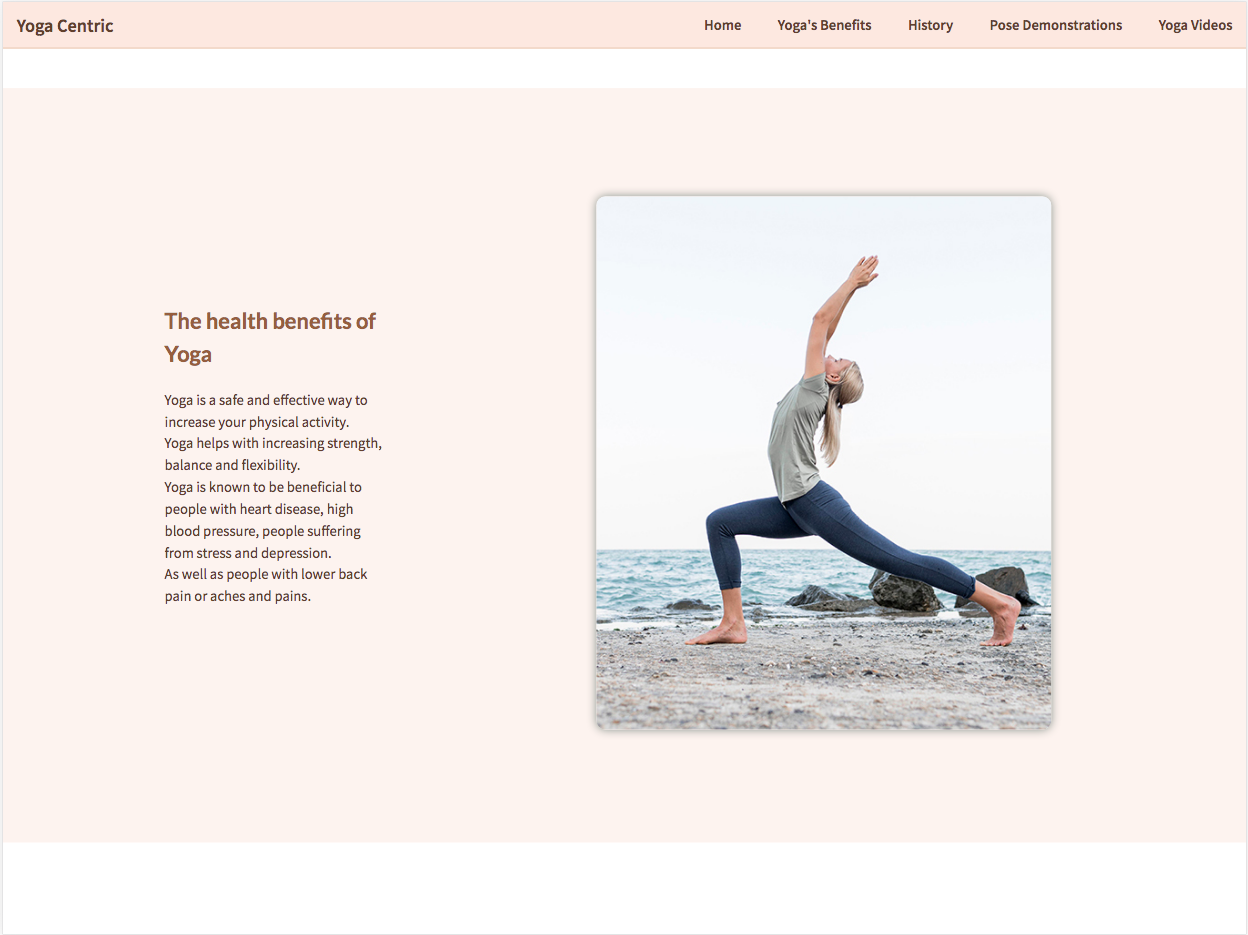 Yoga Centric
Home Yoga's Benefits History Pose Demonstrations Yoga Videos
The health benefits of
Yoga
Yoga is a safe and effective way to
increase your physical activity.
Yoga helps with increasing strength,
balance and flexibility.
Yoga is known to be beneficial to
people with heart disease, high
blood pressure, people suffering
from stress and depression.
As well as people with lower back
pain or aches and pains.